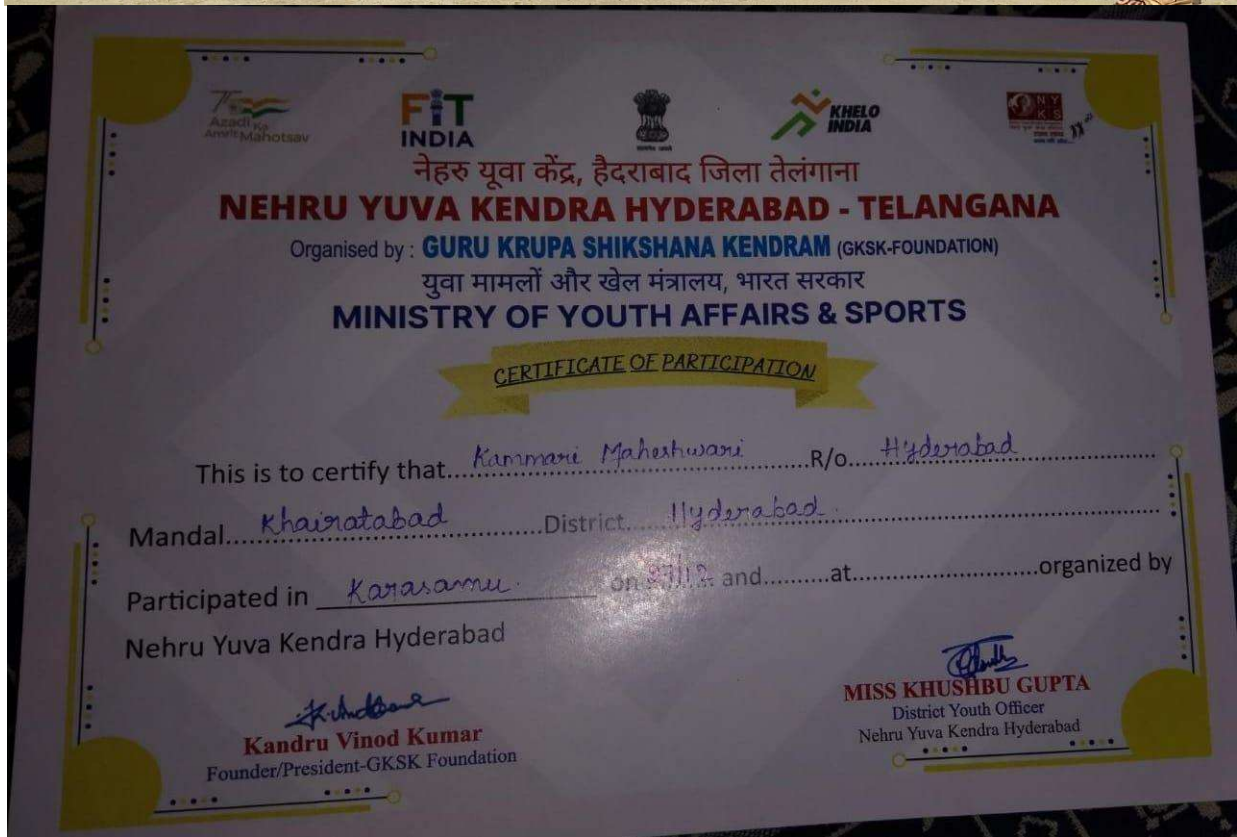 75
Azadi Ka
Amrit Mahotsav
FIT
INDIA
KHELO
INDIA
NYKS
नेहरु यूवा केंद्र, हैदराबाद जिला तेलंगाना
NEHRU YUVA KENDRA HYDERABAD - TELANGANA
Organised by : GURU KRUPA SHIKSHANA KENDRAM (GKSK-FOUNDATION)
युवा मामलों और खेल मंत्रालय, भारत सरकार
MINISTRY OF YOUTH AFFAIRS & SPORTS
CERTIFICATE OF PARTICIPATION
This is to certify that....Kammari Maheshwari....R/o....Hyderabad
Mandal....Khairatabad....District....Hyderabad.
Participated in Karasamu. on 27/12 and..........at..............................organized by
Nehru Yuva Kendra Hyderabad
Kandru Vinod Kumar
Founder/President-GKSK Foundation
MISS KHUSHBU GUPTA
District Youth Officer
Nehru Yuva Kendra Hyderabad